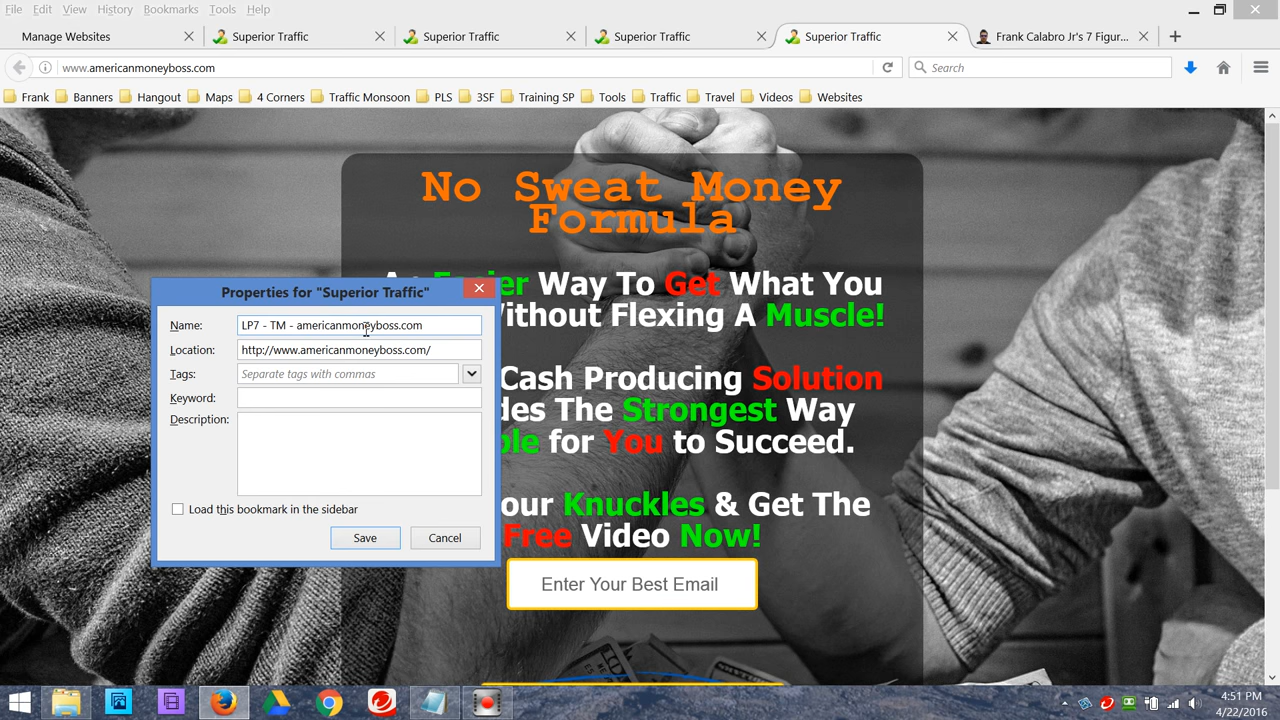 File Edit View History Bookmarks Tools Help
Manage Websites
Superior Traffic
Superior Traffic
Superior Traffic
Superior Traffic
Frank Calabro Jr's 7 Figur...
www.americanmoneyboss.com
Search
Frank Banners Hangout Maps 4 Corners Traffic Monsoon PLS 3SF Training SP Tools Traffic Travel Videos Websites
No Sweat Money
Formula
Way To Get What You
Without Flexing A Muscle!
Cash Producing Solution
The Strongest Way
for You to Succeed.
Knuckles & Get The
Free Video Now!
Enter Your Best Email
Properties for "Superior Traffic"
Name: LP7 - TM - americanmoneyboss.com
Location: http://www.americanmoneyboss.com/
Tags: Separate tags with commas
Keyword:
Description:
Load this bookmark in the sidebar
Save Cancel
4:51 PM
4/22/2016